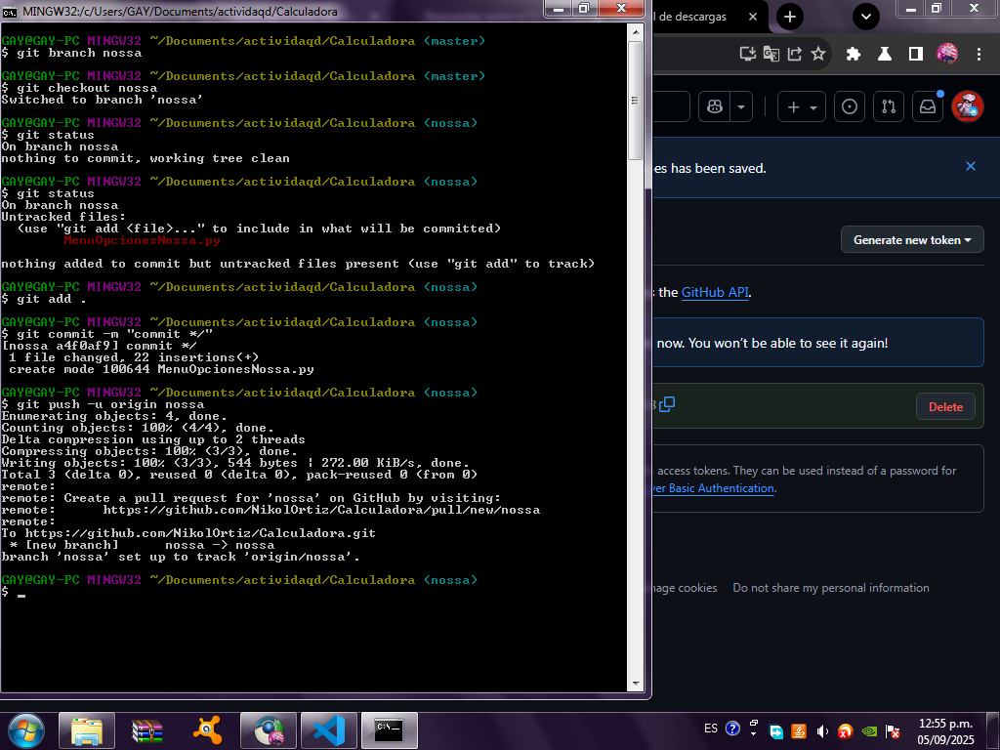 MINGW32:/c/Users/GAY/Documents/actividaqd/Calculadora
GAY@GAY-PC MINGW32 ~/Documents/actividaqd/Calculadora (master)
$ git branch nossa
GAY@GAY-PC MINGW32 ~/Documents/actividaqd/Calculadora (master)
$ git checkout nossa
Switched to branch 'nossa'
GAY@GAY-PC MINGW32 ~/Documents/actividaqd/Calculadora (nossa)
$ git status
On branch nossa
nothing to commit, working tree clean
GAY@GAY-PC MINGW32 ~/Documents/actividaqd/Calculadora (nossa)
$ git status
On branch nossa
Untracked files:
(use "git add <file>..." to include in what will be committed)
MenuOpcionesNossa.py
nothing added to commit but untracked files present (use "git add" to track)
GAY@GAY-PC MINGW32 ~/Documents/actividaqd/Calculadora (nossa)
$ git add .
GAY@GAY-PC MINGW32 ~/Documents/actividaqd/Calculadora (nossa)
$ git commit -m "commit */"
[nossa a4f0af9] commit */
1 file changed, 22 insertions(+)
create mode 100644 MenuOpcionesNossa.py
GAY@GAY-PC MINGW32 ~/Documents/actividaqd/Calculadora (nossa)
$ git push -u origin nossa
Enumerating objects: 4, done.
Counting objects: 100% (4/4), done.
Delta compression using up to 2 threads
Compressing objects: 100% (3/3), done.
Writing objects: 100% (3/3), 544 bytes | 272.00 KiB/s, done.
Total 3 (delta 0), reused 0 (delta 0), pack-reused 0 (from 0)
remote:
remote: Create a pull request for 'nossa' on GitHub by visiting:
remote:      https://github.com/NikolOrtiz/Calculadora/pull/new/nossa
remote:
To https://github.com/NikolOrtiz/Calculadora.git
* [new branch]      nossa -> nossa
branch 'nossa' set up to track 'origin/nossa'.
GAY@GAY-PC MINGW32 ~/Documents/actividaqd/Calculadora (nossa)
$
l de descargas
es has been saved.
Generate new token
s the GitHub API.
now. You won't be able to see it again!
Delete
access tokens. They can be used instead of a password for
er Basic Authentication.
nage cookies Do not share my personal information
ES
12:55 p.m.
05/09/2025